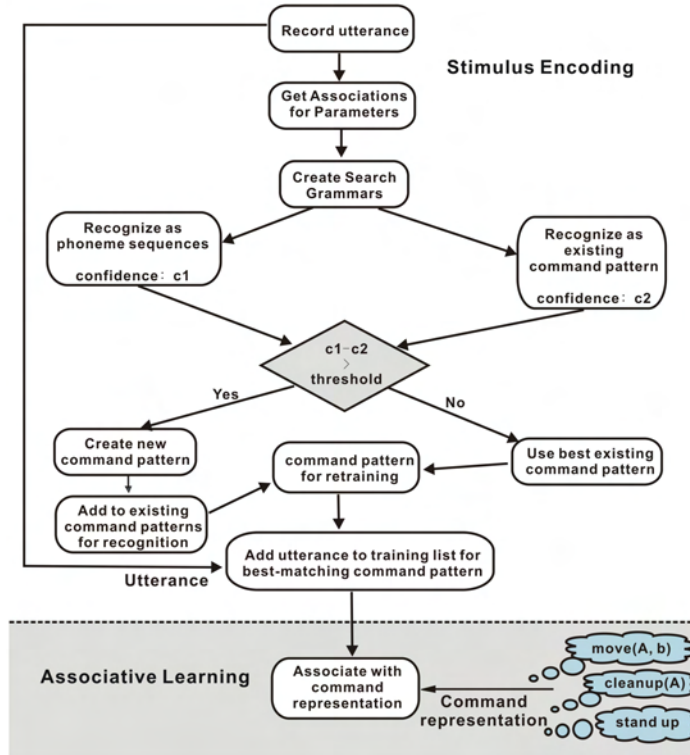 Record utterance
Stimulus Encoding
Get Associations
for Parameters
Create Search
Grammars
Recognize as
phoneme sequences
confidence: c1
Recognize as
existing
command pattern
confidence: c2
c1-c2
>
threshold
Yes
No
Create new
command pattern
command pattern
for retraining
Use best existing
command pattern
Add to existing
command patterns
for recognition
Add utterance to training list for
best-matching command pattern
Utterance
Associative Learning
Associate with
command
representation
Command
representation
move(A, b)
cleanup(A)
stand up